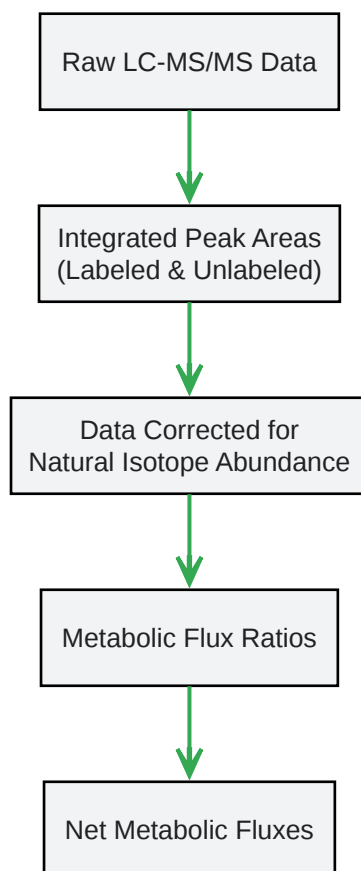 Raw LC-MS/MS Data
Integrated Peak Areas
(Labeled & Unlabeled)
Data Corrected for
Natural Isotope Abundance
Metabolic Flux Ratios
Net Metabolic Fluxes